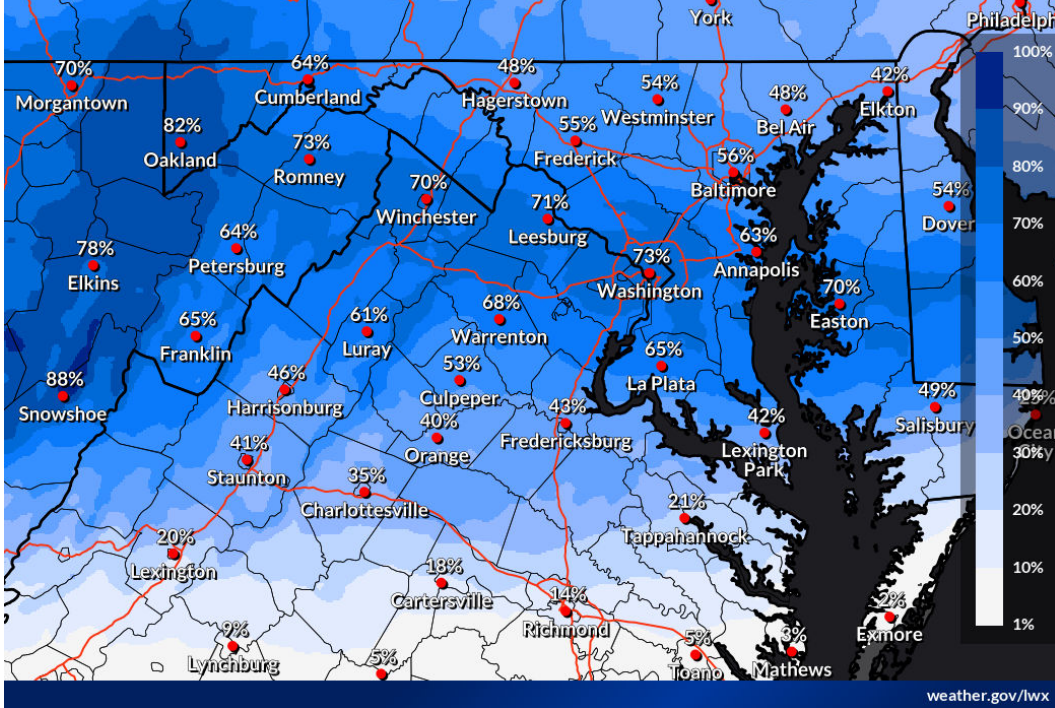 York
Philadelph
100%
70%
Morgantown
64%
Cumberland
48%
Hagerstown
54%
Westminster
48%
Bel Air
42%
Elkton
90%
82%
Oakland
73%
Romney
55%
Frederick
56%
Baltimore
80%
70%
Winchester
71%
Leesburg
54%
Dover
70%
78%
Elkins
64%
Petersburg
73%
Washington
63%
Annapolis
60%
65%
Franklin
61%
Luray
68%
Warrenton
70%
Easton
50%
88%
Snowshoe
46%
Harrisonburg
53%
Culpeper
65%
La Plata
49%
Salisbury
40%
Ocean
41%
Staunton
40%
Orange
43%
Fredericksburg
42%
Lexington
Park
30%
35%
Charlottesville
21%
Tappahannock
20%
20%
Lexington
18%
Cartersville
10%
14%
Richmond
2%
Exmore
1%
9%
Lynchburg
5%
5%
Toano
3%
Mathews
weather.gov/lwx